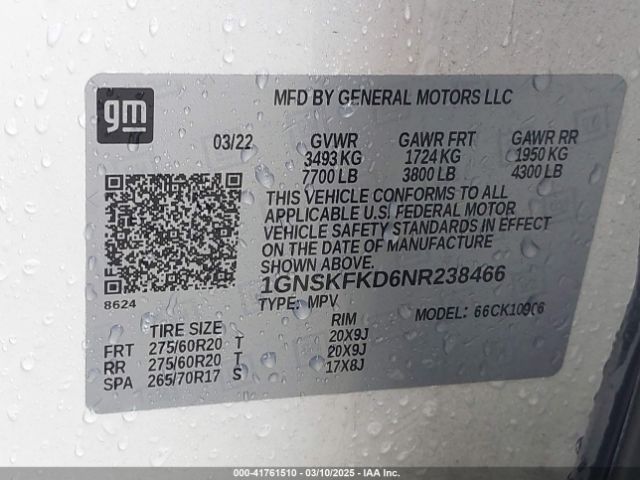 gm
MFD BY GENERAL MOTORS LLC
03/22 GVWR GAWR FRT GAWR RR
3493 KG 1724 KG 1950 KG
7700 LB 3800 LB 4300 LB
THIS VEHICLE CONFORMS TO ALL
APPLICABLE U.S. FEDERAL MOTOR
VEHICLE SAFETY STANDARDS IN EFFECT
ON THE DATE OF MANUFACTURE
SHOWN ABOVE.
1GNSKFKD6NR238466
8624
TYPE: MPV MODEL:
TIRE SIZE RIM
FRT 275/60R20 T 20X9J
RR 275/60R20 T 20X9J
SPA 265/70R17 S 17X8J
000-41761510 - 03/10/2025 - IAA Inc.